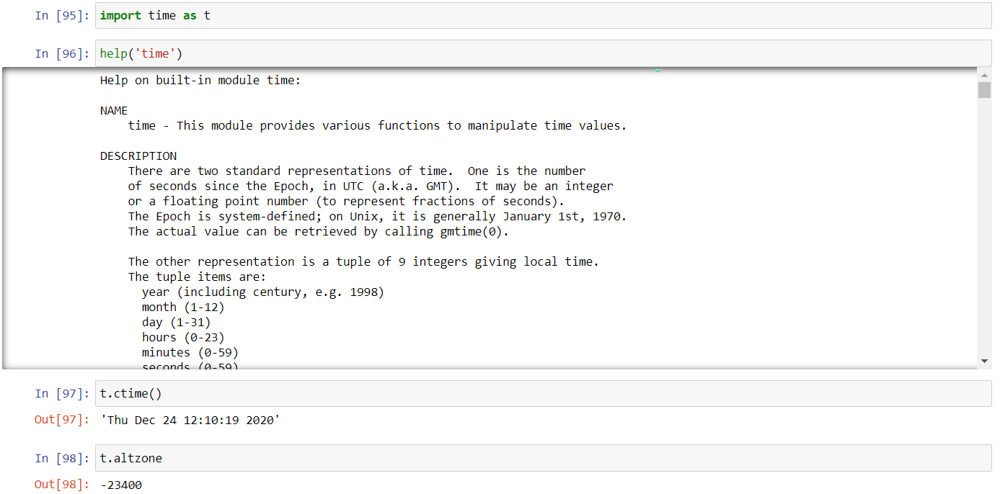 In [95]: import time as t
In [96]: help('time')
Help on built-in module time:
NAME
time - This module provides various functions to manipulate time values.
DESCRIPTION
There are two standard representations of time.  One is the number
of seconds since the Epoch, in UTC (a.k.a. GMT).  It may be an integer
or a floating point number (to represent fractions of seconds).
The Epoch is system-defined; on Unix, it is generally January 1st, 1970.
The actual value can be retrieved by calling gmtime(0).
The other representation is a tuple of 9 integers giving local time.
The tuple items are:
year (including century, e.g. 1998)
month (1-12)
day (1-31)
hours (0-23)
minutes (0-59)
seconds (0-59)
In [97]: t.ctime()
Out[97]: 'Thu Dec 24 12:10:19 2020'
In [98]: t.altzone
Out[98]: -23400